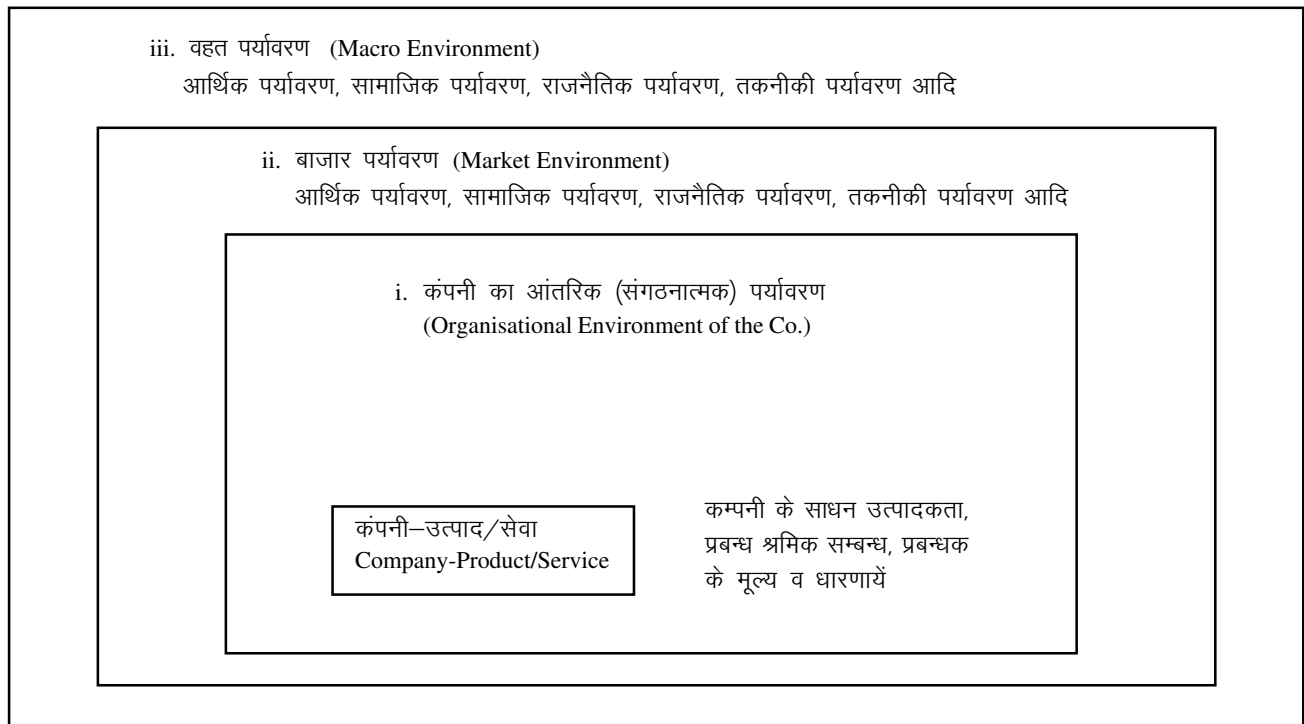 iii. वहत पर्यावरण (Macro Environment)
आर्थिक पर्यावरण, सामाजिक पर्यावरण, राजनैतिक पर्यावरण, तकनीकी पर्यावरण आदि
ii. बाजार पर्यावरण (Market Environment)
आर्थिक पर्यावरण, सामाजिक पर्यावरण, राजनैतिक पर्यावरण, तकनीकी पर्यावरण आदि
i. कंपनी का आंतरिक (संगठनात्मक) पर्यावरण
(Organisational Environment of the Co.)
कंपनी–उत्पाद/सेवा
Company-Product/Service
कम्पनी के साधन उत्पादकता,
प्रबन्ध श्रमिक सम्बन्ध, प्रबन्धक
के मूल्य व धारणायें